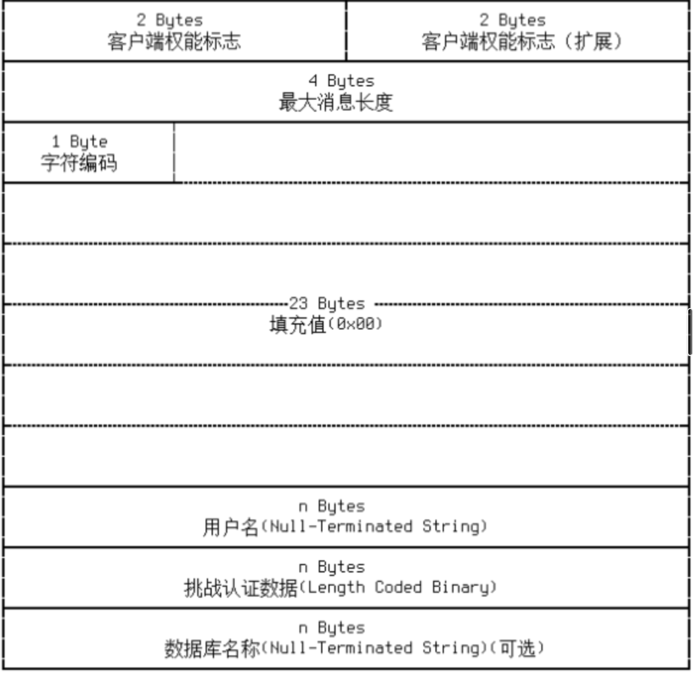 2 Bytes
客户端权能标志
2 Bytes
客户端权能标志（扩展）
4 Bytes
最大消息长度
1 Byte
字符编码
23 Bytes
填充值(0x00)
n Bytes
用户名(Null-Terminated String)
n Bytes
挑战认证数据(Length Coded Binary)
n Bytes
数据库名称(Null-Terminated String)(可选)